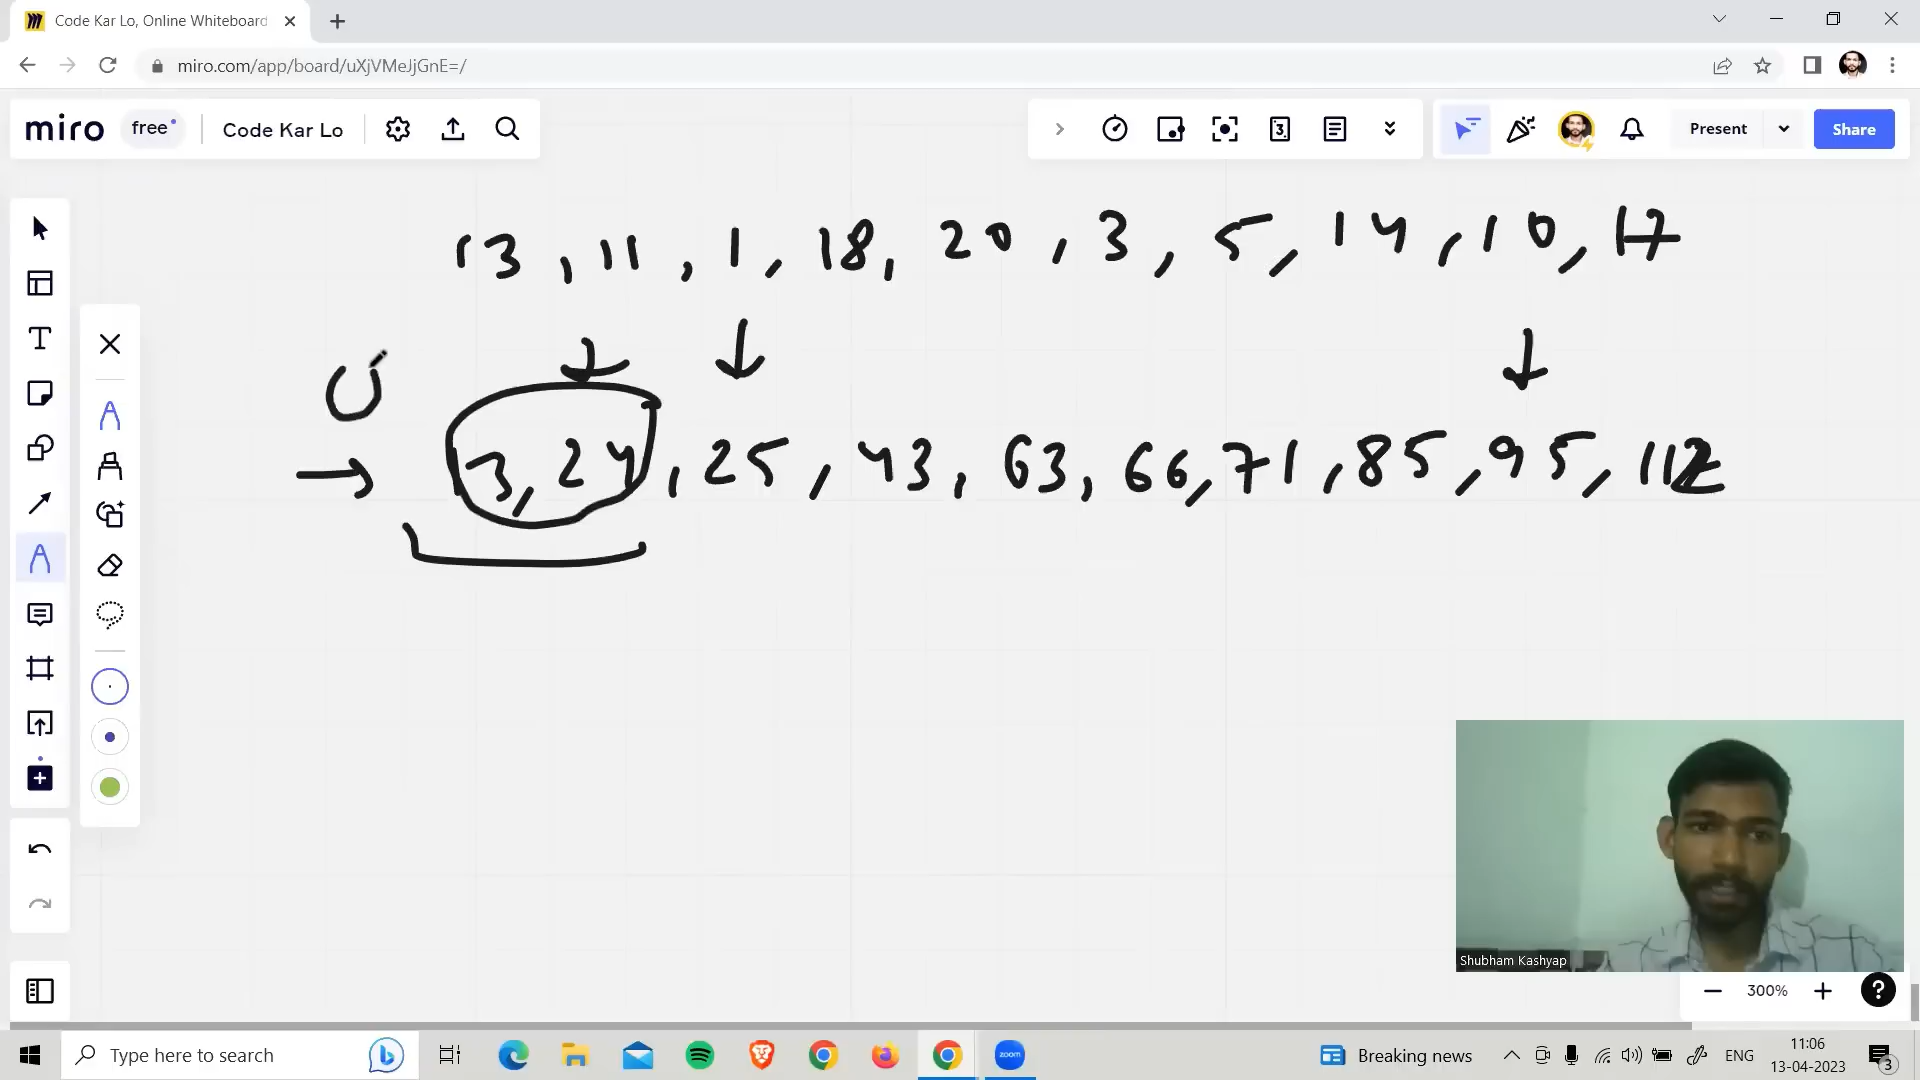 Code Kar Lo, Online Whiteboard
miro.com/app/board/uXjVMeJjGnE=/
miro free Code Kar Lo Present Share
13, 11, 1, 18, 20, 3, 5, 14, 10, 17
3, 24, 25, 43, 63, 66, 71, 85, 95, 112
Shubham Kashyap
300%
Type here to search zoom Breaking news ENG 11:06
13-04-2023 3